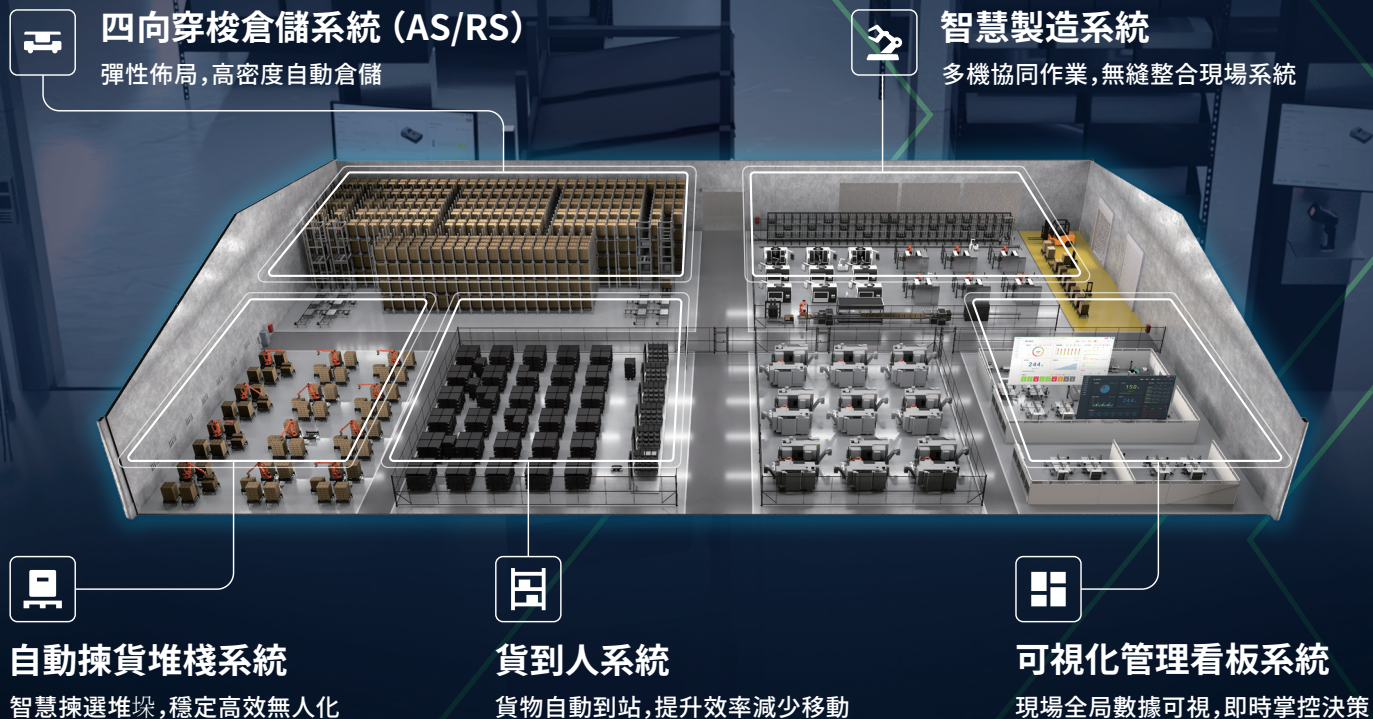 四向穿梭倉儲系統（AS/RS）
彈性佈局，高密度自動倉儲
智慧製造系統
多機協同作業，無縫整合現場系統
244
150
244
自動揀貨堆棧系統
智慧揀選堆垛，穩定高效無人化
貨到人系統
貨物自動到站，提升效率減少移動
可視化管理看板系統
現場全局數據可視，即時掌控決策